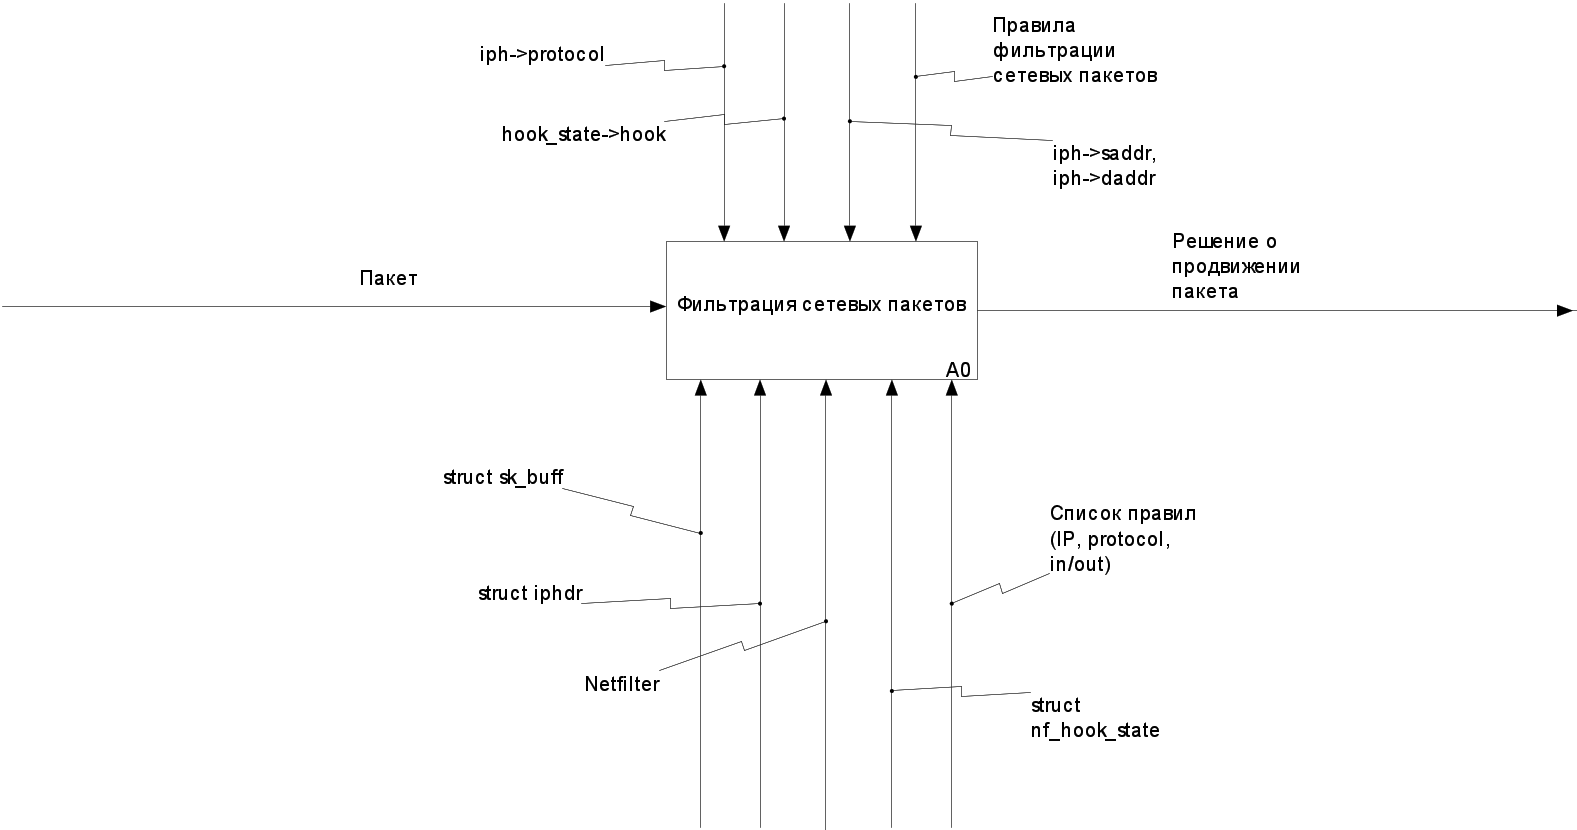 Правила
фильтрации
сетевых пакетов
iph->protocol
hook_state->hook
iph->saddr,
iph->daddr
Решение о
продвижении
пакета
Пакет
Фильтрация сетевых пакетов
A0
struct sk_buff
Список правил
(IP, protocol,
in/out)
struct iphdr
Netfilter
struct
nf_hook_state